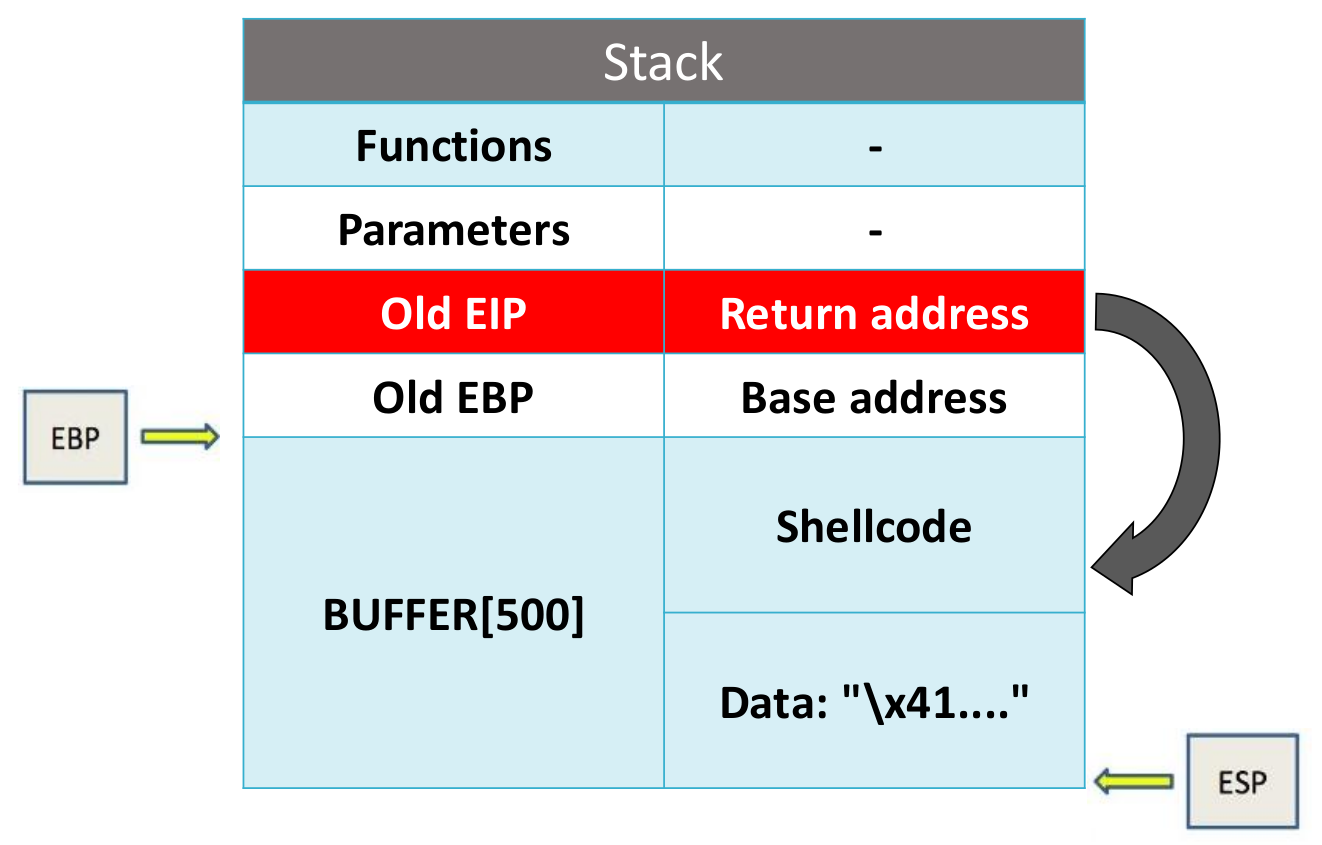 Stack
Functions -
Parameters -
Old EIP Return address
Old EBP Base address
EBP
Shellcode
BUFFER[500]
Data: "\x41...."
ESP